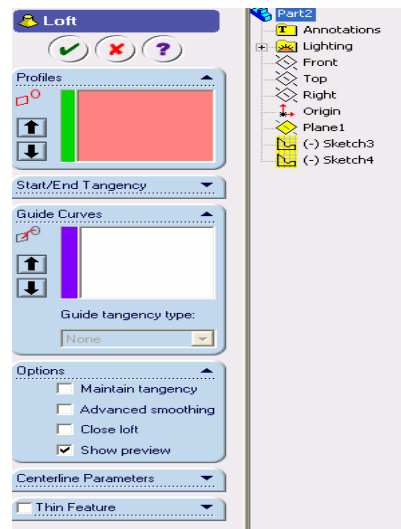 Loft
?
Profiles
Start/End Tangency
Guide Curves
Guide tangency type:
None
Options
Maintain tangency
Advanced smoothing
Close loft
Show preview
Centerline Parameters
Thin Feature
Part2
Annotations
Lighting
Front
Top
Right
Origin
Plane1
(-) Sketch3
(-) Sketch4